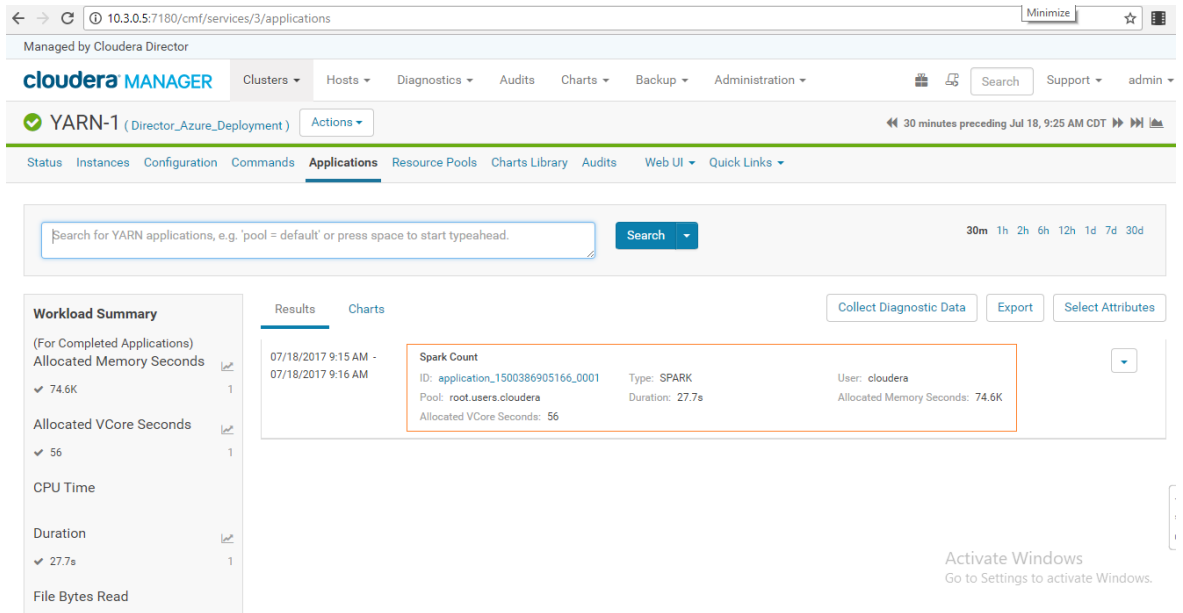 10.3.0.5:7180/cmf/services/3/applications
Minimize
Managed by Cloudera Director
cloudera MANAGER Clusters Hosts Diagnostics Audits Charts Backup Administration Search Support admin
YARN-1 ( Director_Azure_Deployment ) Actions 30 minutes preceding Jul 18, 9:25 AM CDT
Status Instances Configuration Commands Applications Resource Pools Charts Library Audits Web UI Quick Links
Search for YARN applications, e.g. 'pool = default' or press space to start typeahead. Search 30m 1h 2h 6h 12h 1d 7d 30d
Workload Summary
(For Completed Applications)
Allocated Memory Seconds
74.6K 1
Allocated VCore Seconds
56 1
CPU Time
Duration
27.7s 1
File Bytes Read
Results Charts Collect Diagnostic Data Export Select Attributes
07/18/2017 9:15 AM -
07/18/2017 9:16 AM
Spark Count
ID: application_1500386905166_0001 Type: SPARK User: cloudera
Pool: root.users.cloudera Duration: 27.7s Allocated Memory Seconds: 74.6K
Allocated VCore Seconds: 56
Activate Windows
Go to Settings to activate Windows.